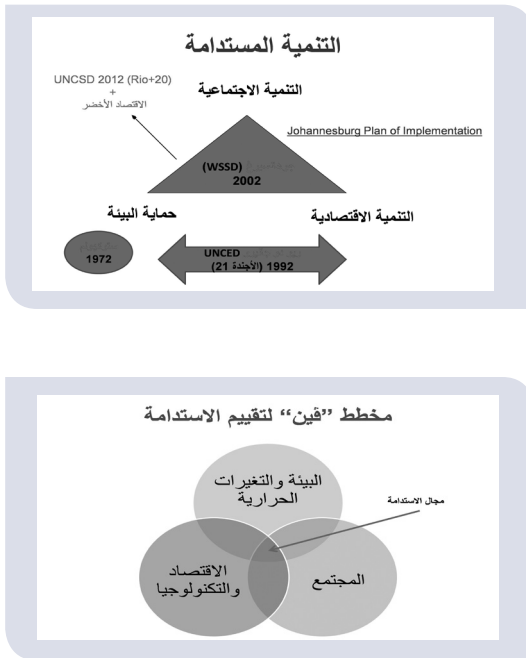 التنمية المستدامة
UNCSD 2012 (Rio+20)
+
الاقتصاد الأخضر
التنمية الاجتماعية
Johannesburg Plan of Implementation
(WSSD)
2002
حماية البيئة
التنمية الاقتصادية
1972
UNCED
1992 (الأجندة 21)
مخطط ”ڤين“ لتقييم الاستدامة
البيئة والتغيرات
الحرارية
مجال الاستدامة
الاقتصاد
والتكنولوجيا
المجتمع